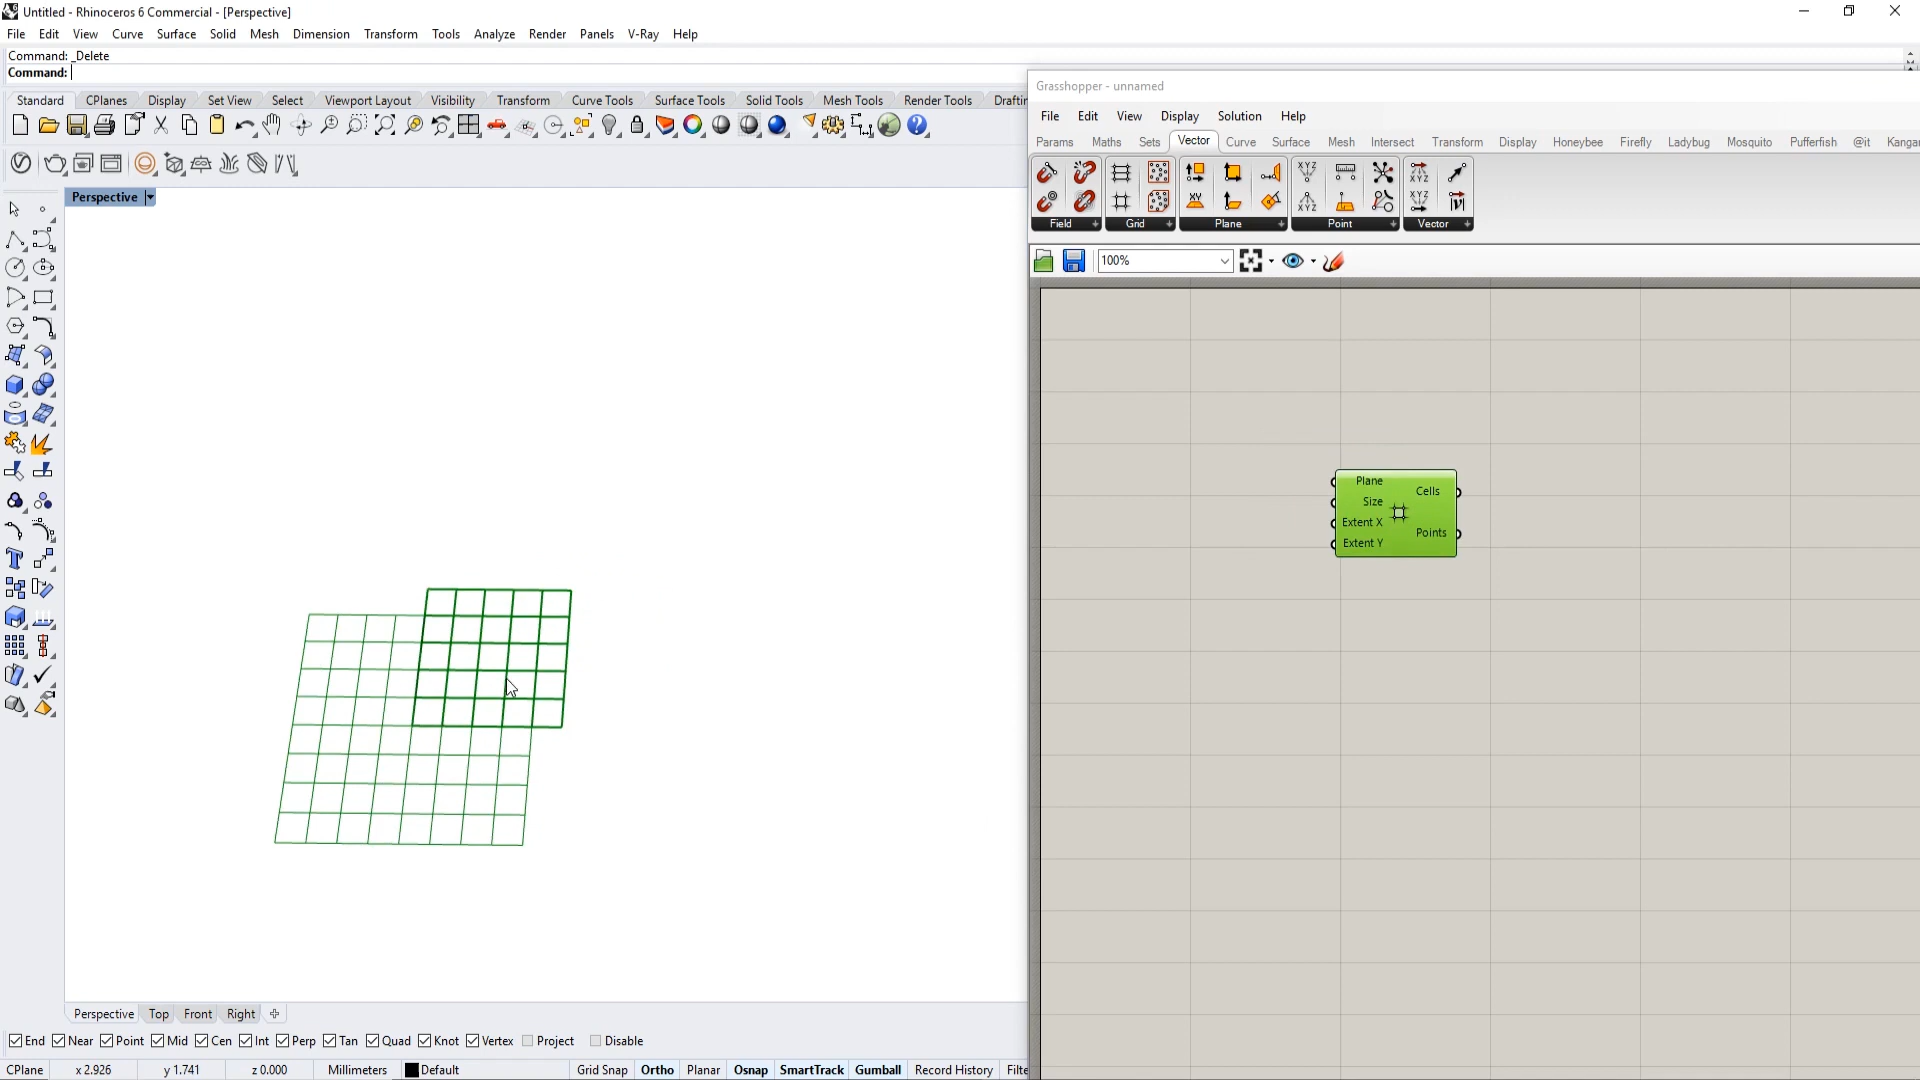 Untitled - Rhinoceros 6 Commercial - [Perspective]
File Edit View Curve Surface Solid Mesh Dimension Transform Tools Analyze Render Panels V-Ray Help
Command: _Delete
Command:
Standard CPlanes Display Set View Select Viewport Layout Visibility Transform Curve Tools Surface Tools Solid Tools Mesh Tools Render Tools Draftin
Perspective
Perspective Top Front Right
End Near Point Mid Cen Int Perp Tan Quad Knot Vertex Project Disable
CPlane x 2.926 y 1.741 z 0.000 Millimeters Default Grid Snap Ortho Planar Osnap SmartTrack Gumball Record History Filte
Grasshopper - unnamed
File Edit View Display Solution Help
Params Maths Sets Vector Curve Surface Mesh Intersect Transform Display Honeybee Firefly Ladybug Mosquito Pufferfish @it Kangar
XYZ XYZ
XY XYZ XYZ
Field Grid Plane Point Vector
100%
Plane
Size
Extent X
Extent Y
Cells
Points